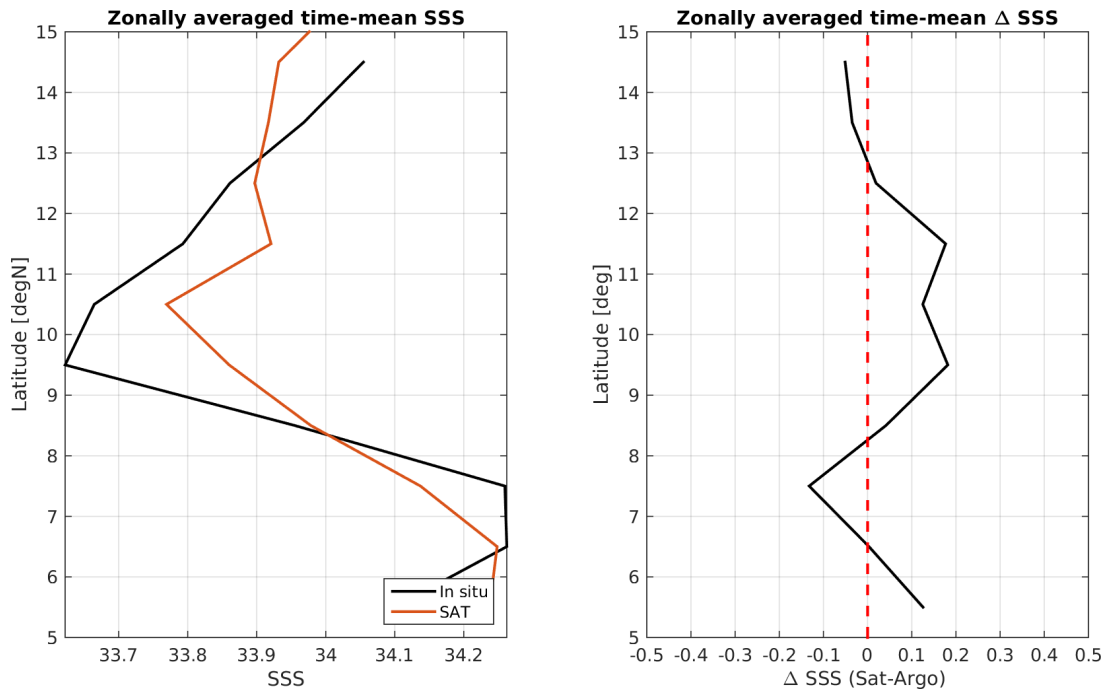 Zonally averaged time-mean SSS
15
14
13
12
11
10
9
8
7
6
5
Latitude [degN]
33.7 33.8 33.9 34 34.1 34.2
SSS
In situ
SAT
Zonally averaged time-mean Δ SSS
15
14
13
12
11
10
9
8
7
6
5
Latitude [deg]
-0.5 -0.4 -0.3 -0.2 -0.1 0 0.1 0.2 0.3 0.4 0.5
Δ SSS (Sat-Argo)